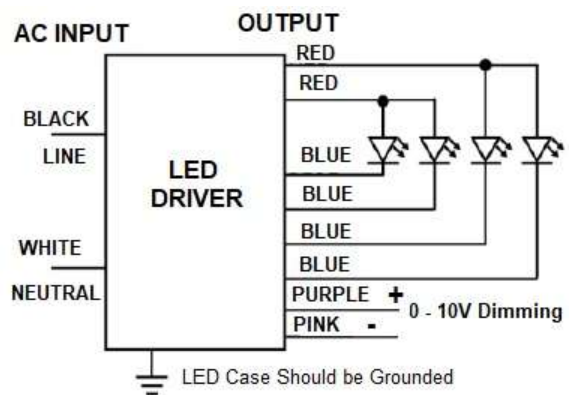 AC INPUT
OUTPUT
RED
RED
BLACK
LINE
LED
DRIVER
BLUE
BLUE
BLUE
BLUE
WHITE
NEUTRAL
PURPLE +
PINK -
0 - 10V Dimming
LED Case Should be Grounded